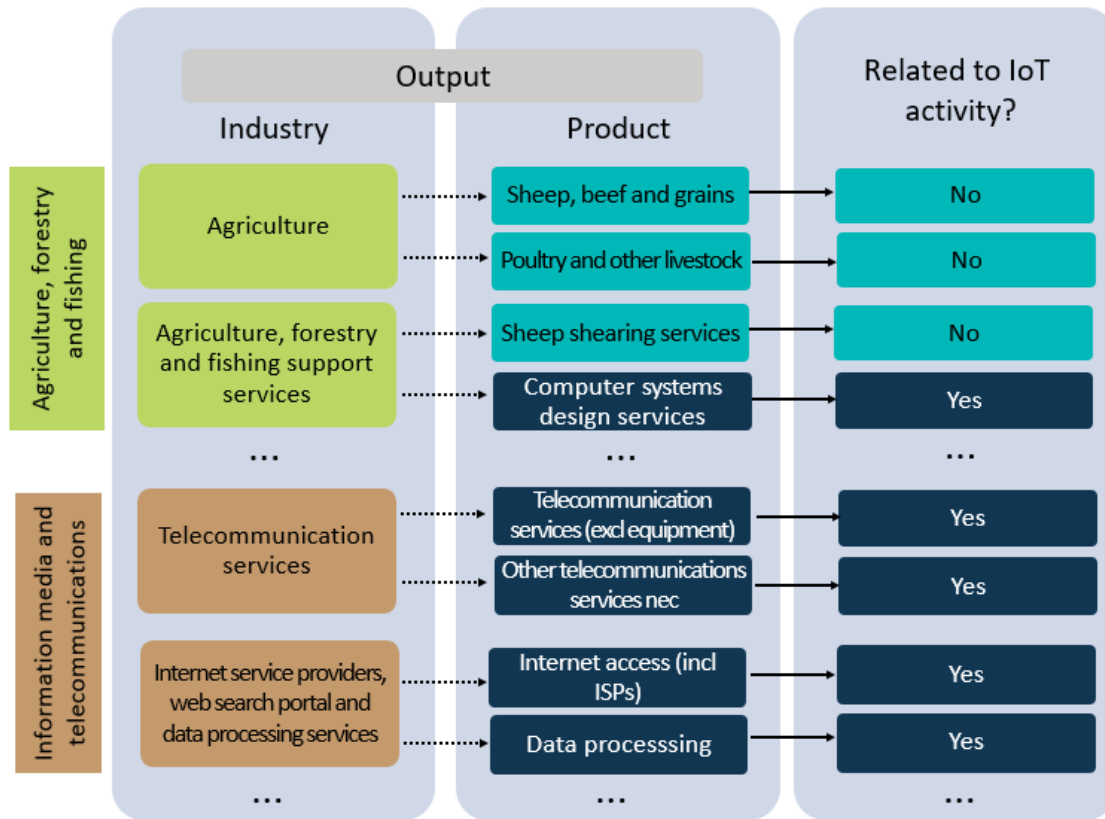 Output
Industry
Product
Related to IoT
activity?
Agriculture, forestry
and fishing
Agriculture
Sheep, beef and grains
No
Poultry and other livestock
No
Agriculture, forestry
and fishing support
services
Sheep shearing services
No
Computer systems
design services
Yes
...
...
...
Information media and
telecommunications
Telecommunication
services
Telecommunication
services (excl equipment)
Yes
Other telecommunications
services nec
Yes
Internet service providers,
web search portal and
data processing services
Internet access (incl
ISPs)
Yes
Data processsing
Yes
...
...
...